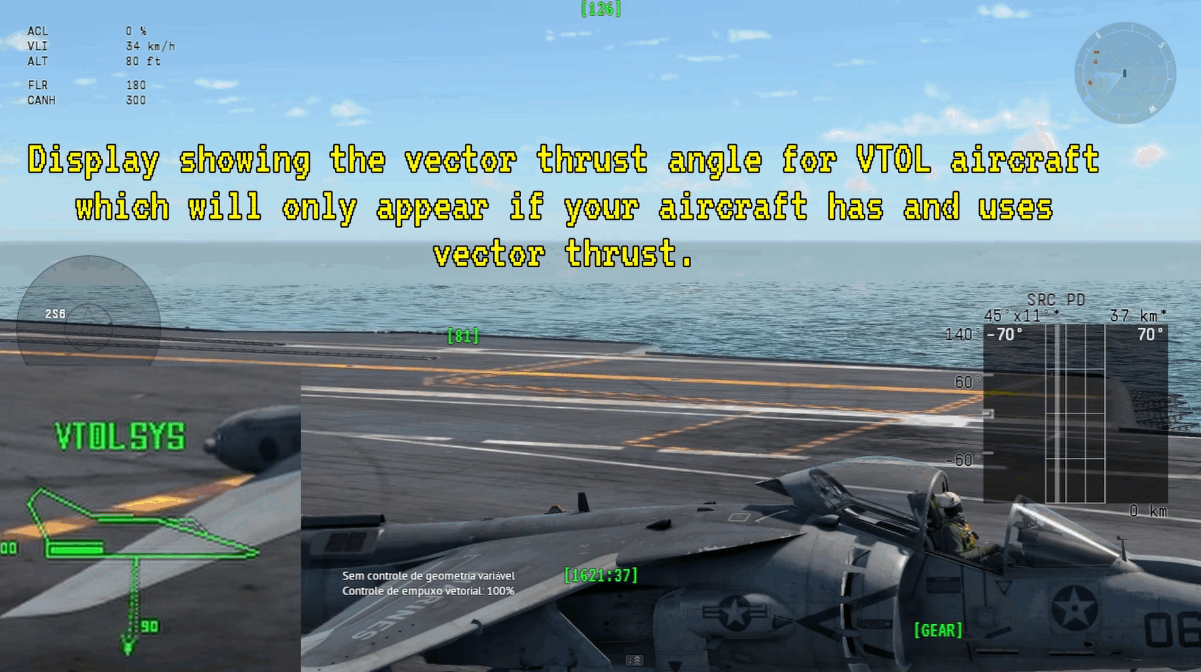 [126]
ACL 0 %
VLI 34 km/h
ALT 80 ft
FLR 180
CANH 300
E
S
W
Display showing the vector thrust angle for VTOL aircraft
which will only appear if your aircraft has and uses
vector thrust.
2S6
SRC PD
45°x11°* 37 km*
140° -70° 70°
[81]
60°
-60°
0 km
VTOLSYS
00
90
Sem controle de geometria variável
Controle de empuxo vetorial: 100%
[1621:37]
[GEAR]
RINES
06